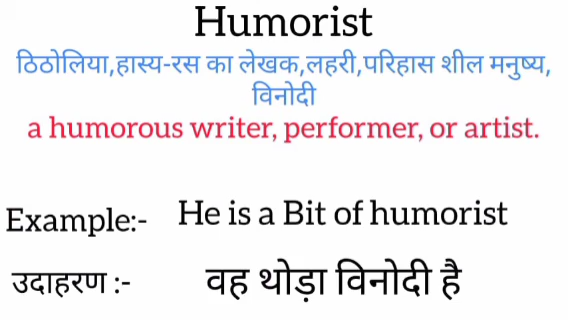 Humorist
ठिठोलिया,हास्य-रस का लेखक,लहरी,परिहास शील मनुष्य,
विनोदी
a humorous writer, performer, or artist.
Example:- He is a Bit of humorist
उदाहरण :- वह थोड़ा विनोदी है